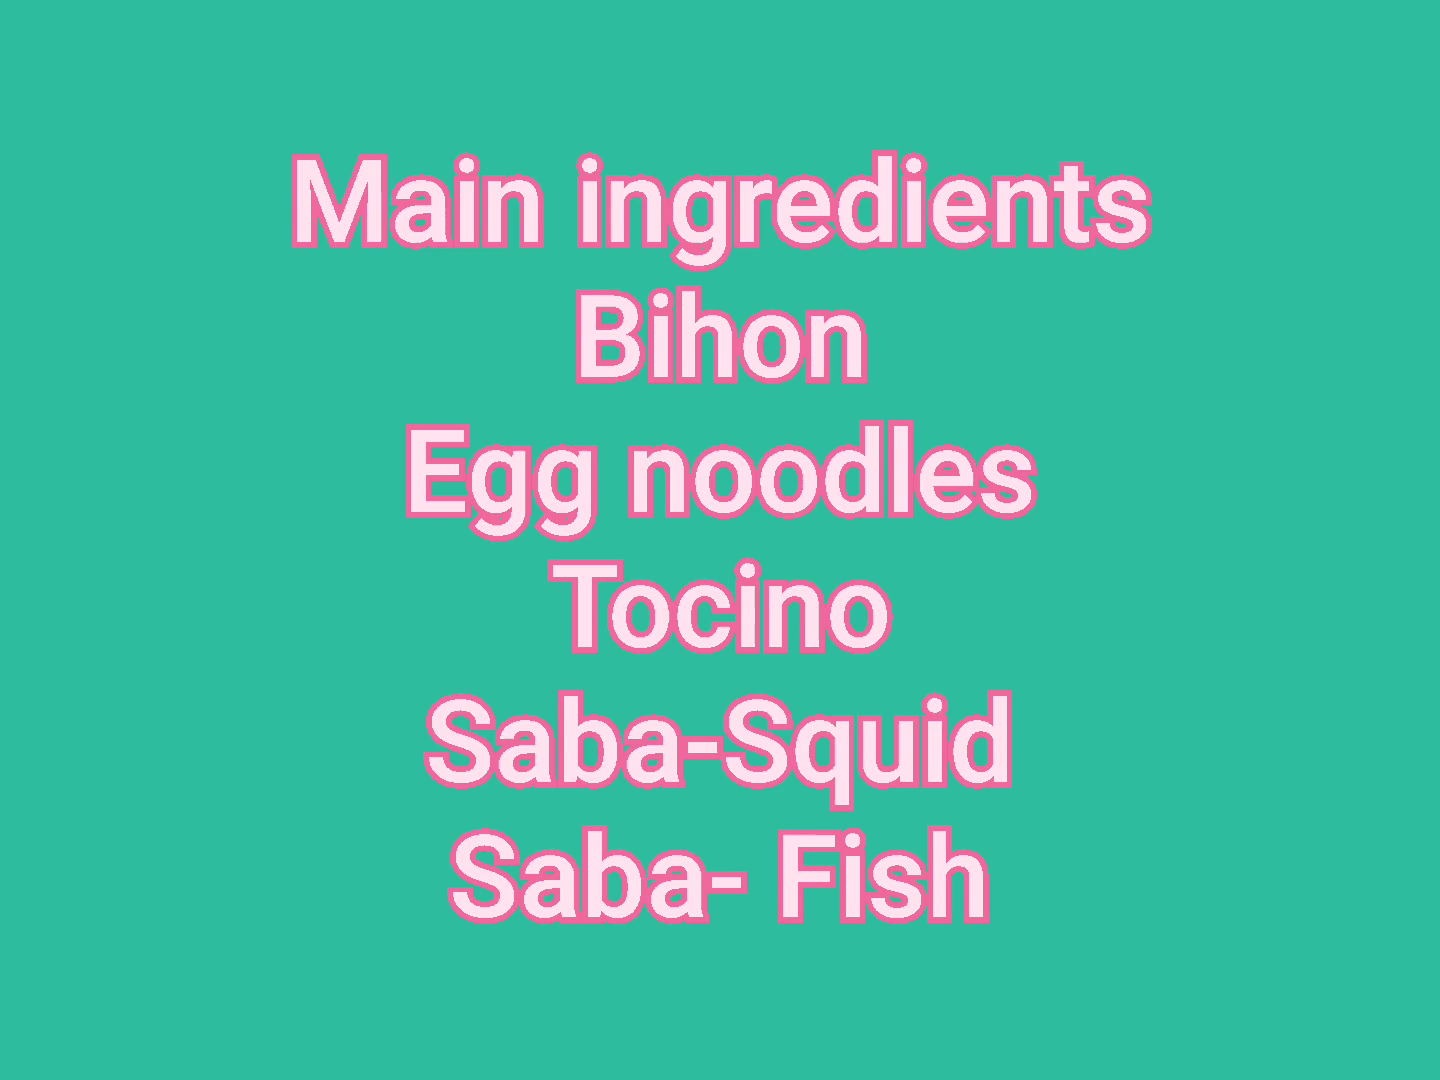 Main ingredients
Bihon
Egg noodles
Tocino
Saba-Squid
Saba- Fish